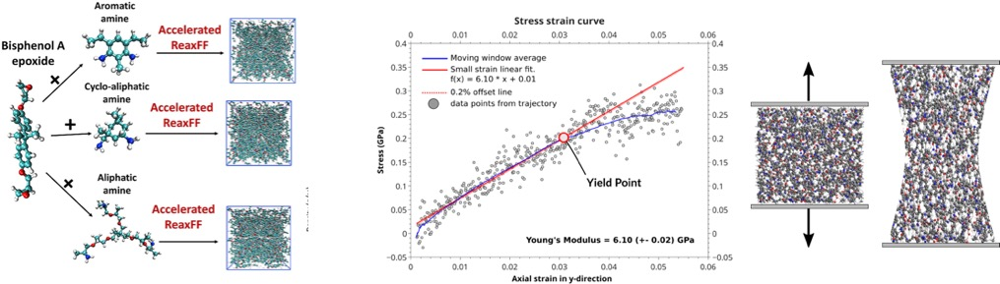 Aromatic
amine
Accelerated
ReaxFF
Bisphenol A
epoxide
+
Cyclo-aliphatic
amine
+
Accelerated
ReaxFF
+
Aliphatic
amine
Accelerated
ReaxFF
Stress strain curve
0 0.01 0.02 0.03 0.04 0.05 0.06
0.4 0.4
0.35 0.35
0.3 0.3
0.25 0.25
0.2 0.2
0.15 0.15
0.1 0.1
0.05 0.05
0 0
−0.05 −0.05
0 0.01 0.02 0.03 0.04 0.05 0.06
Stress (GPa)
Axial strain in y-direction
Moving window average
Small strain linear fit.
f(x) = 6.10 * x + 0.01
0.2% offset line
data points from trajectory
Yield Point
Young's Modulus = 6.10 (+- 0.02) GPa